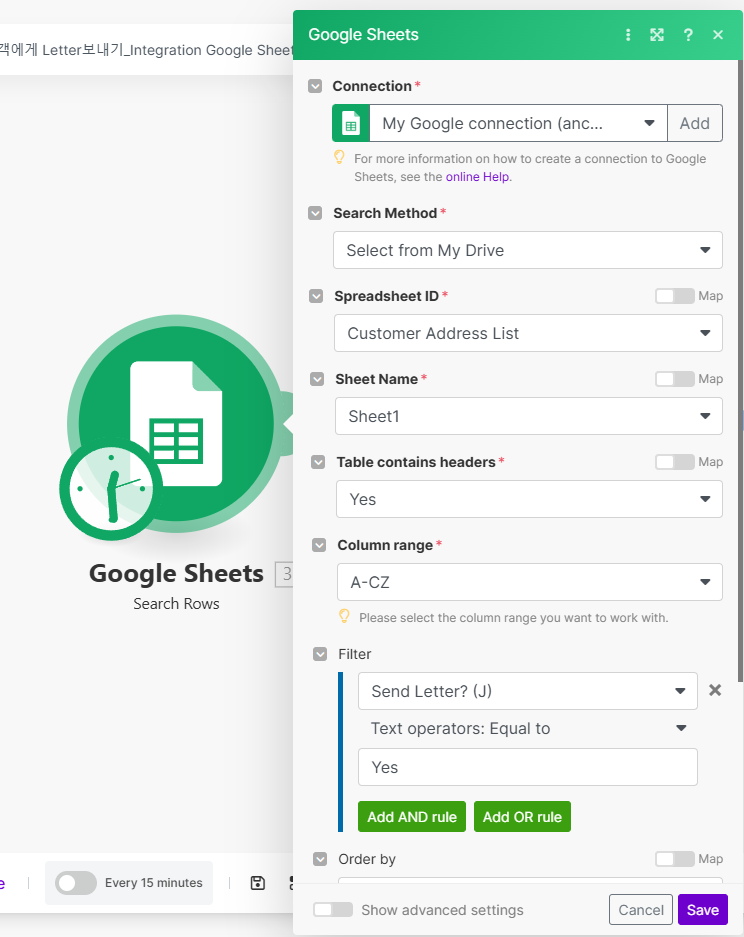 Google Sheets
객에게 Letter보내기_Integration Google Sheet
Connection *
My Google connection (anc...
Add
For more information on how to create a connection to Google
Sheets, see the online Help.
Search Method *
Select from My Drive
Spreadsheet ID *
Map
Customer Address List
Sheet Name *
Map
Sheet1
Table contains headers *
Map
Yes
Column range *
A-CZ
Please select the column range you want to work with.
Google Sheets 3
Search Rows
Filter
Send Letter? (J)
Text operators: Equal to
Yes
Add AND rule
Add OR rule
Order by
Map
e
Every 15 minutes
Show advanced settings
Cancel
Save